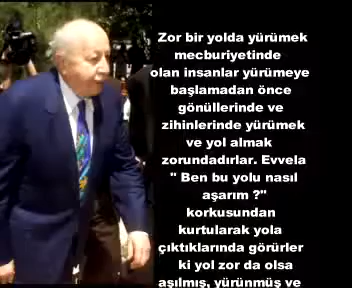 Zor bir yolda yürümek
mecburiyetinde
olan insanlar yürümeye
başlamadan önce
gönüllerinde ve
zihinlerinde yürümek
ve yol almak
zorundadırlar. Evvela
" Ben bu yolu nasıl
aşarım ?"
korkusundan
kurtularak yola
çıktıklarında görürler
ki yol zor da olsa
aşılmış, yürünmüş ve